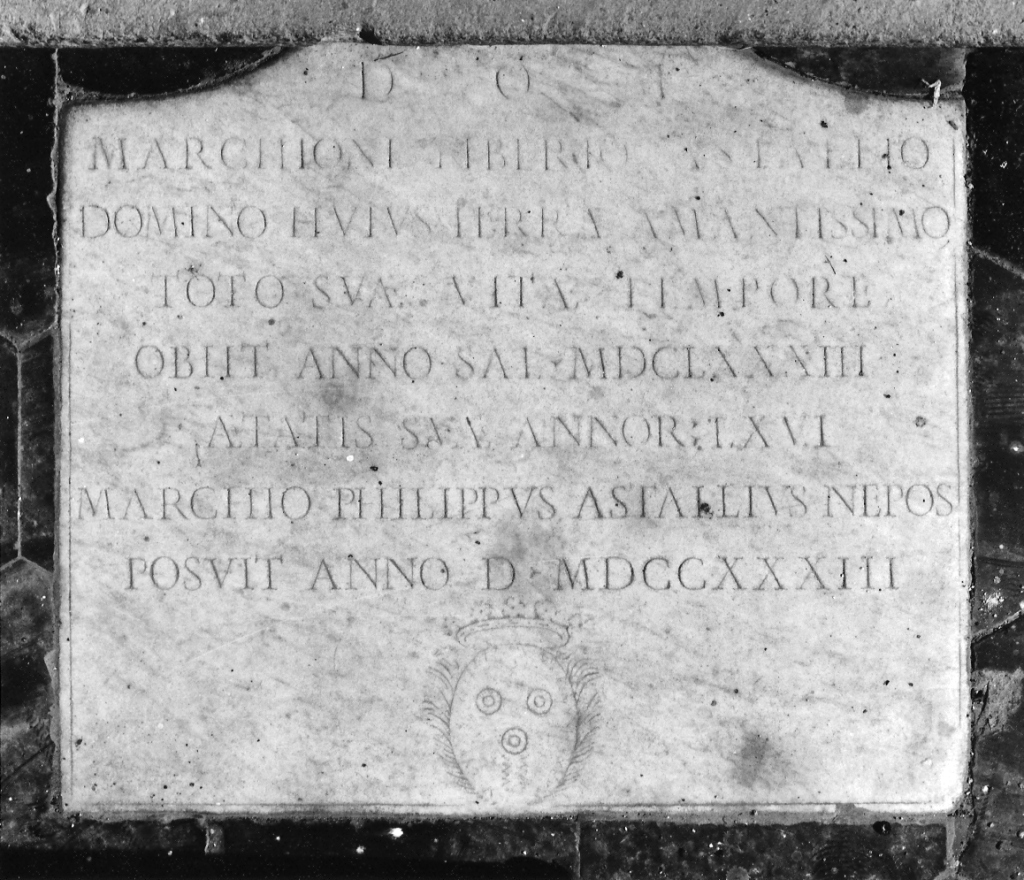 D O
MARCHIONI TIBERIO ASTALLIO
DOMINO HVIVS TERRÆ AMANTISSIMO
TOTO SVÆ VITÆ TEMPORE
OBIIT ANNO SAL · MDCLXXXIIII
ÆTATIS SVÆ ANNOR: LXVI
MARCHIO PHILIPPVS ASTALLIVS NEPOS
POSVIT ANNO D · MDCCXXXIII